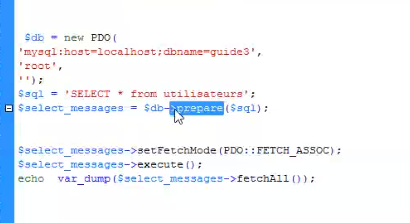 $db = new PDO(
'mysql:host=localhost;dbname=guide3',
'root',
'');
$sql = 'SELECT * from utilisateurs';
$select_messages = $db->prepare($sql);
$select_messages->setFetchMode(PDO::FETCH_ASSOC);
$select_messages->execute();
echo var_dump($select_messages->fetchAll());